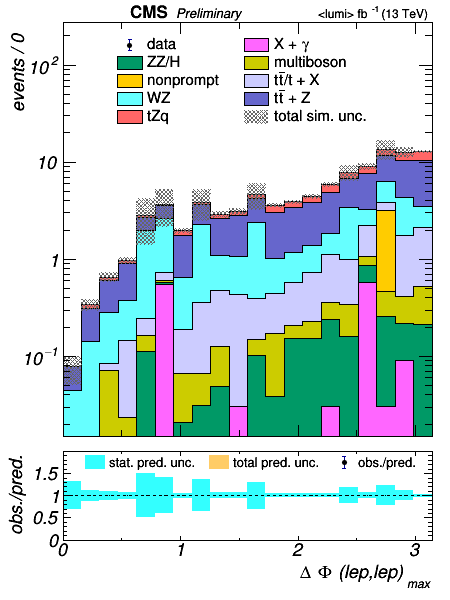 CMS Preliminary <lumi> fb⁻¹ (13 TeV)
events / 0
data
ZZ/H
nonprompt
WZ
tZq
X + γ
multiboson
tt̅/t + X
tt̅ + Z
total sim. unc.
10²
10
1
10⁻¹
stat. pred. unc. total pred. unc. obs./pred.
obs./pred.
1.5
1
0.5
0
0 1 2 3
Δ Φ (lep,lep)max